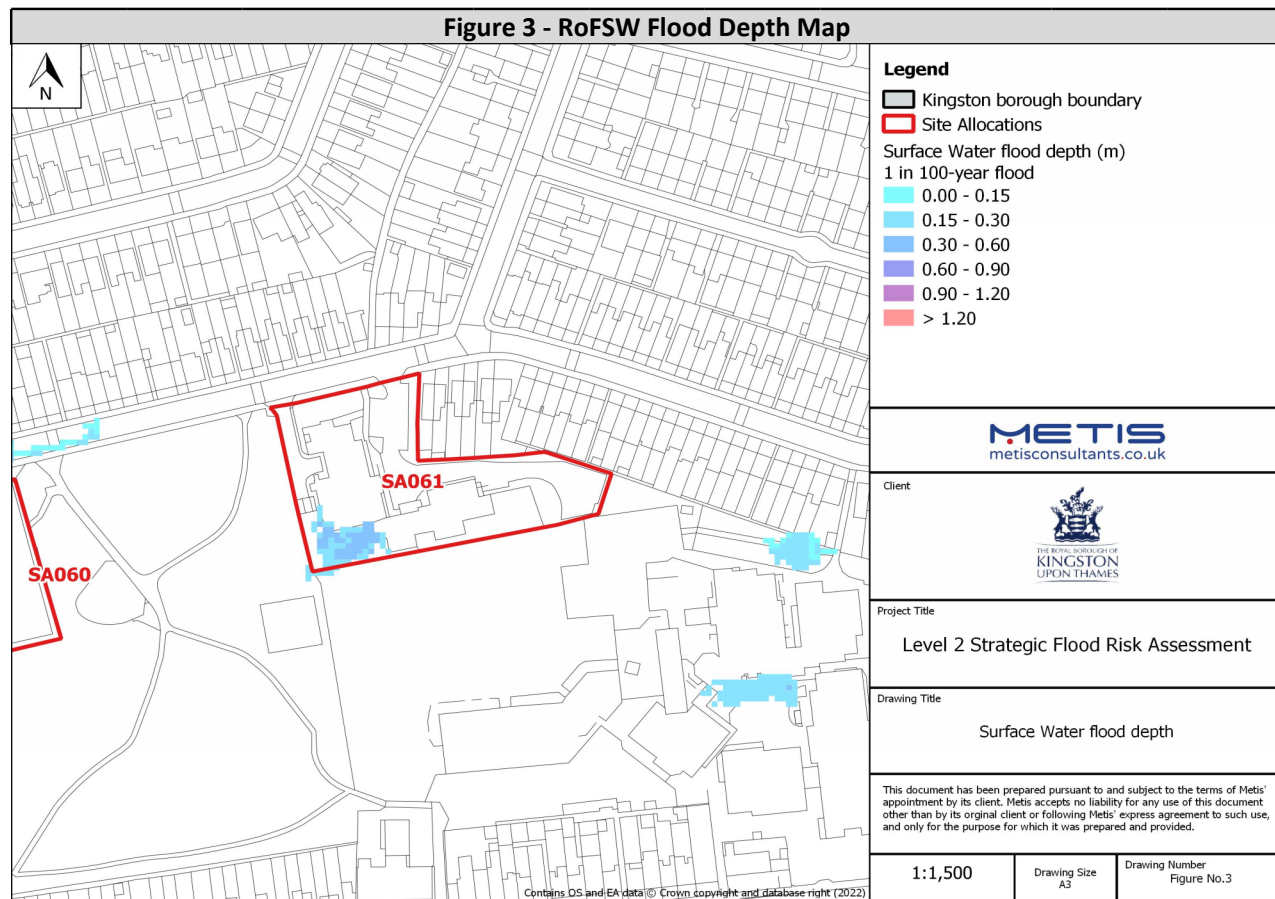 Figure 3 - RoFSW Flood Depth Map
N
SA061
SA060
Contains OS and EA data © Crown copyright and database right (2022)
Legend
Kingston borough boundary
Site Allocations
Surface Water flood depth (m)
1 in 100-year flood
0.00 - 0.15
0.15 - 0.30
0.30 - 0.60
0.60 - 0.90
0.90 - 1.20
> 1.20
METIS
metisconsultants.co.uk
Client
THE ROYAL BOROUGH OF
KINGSTON
UPON THAMES
Project Title
Level 2 Strategic Flood Risk Assessment
Drawing Title
Surface Water flood depth
This document has been prepared pursuant to and subject to the terms of Metis'
appointment by its client. Metis accepts no liability for any use of this document
other than by its orginal client or following Metis' express agreement to such use,
and only for the purpose for which it was prepared and provided.
1:1,500
Drawing Size
A3
Drawing Number
Figure No.3